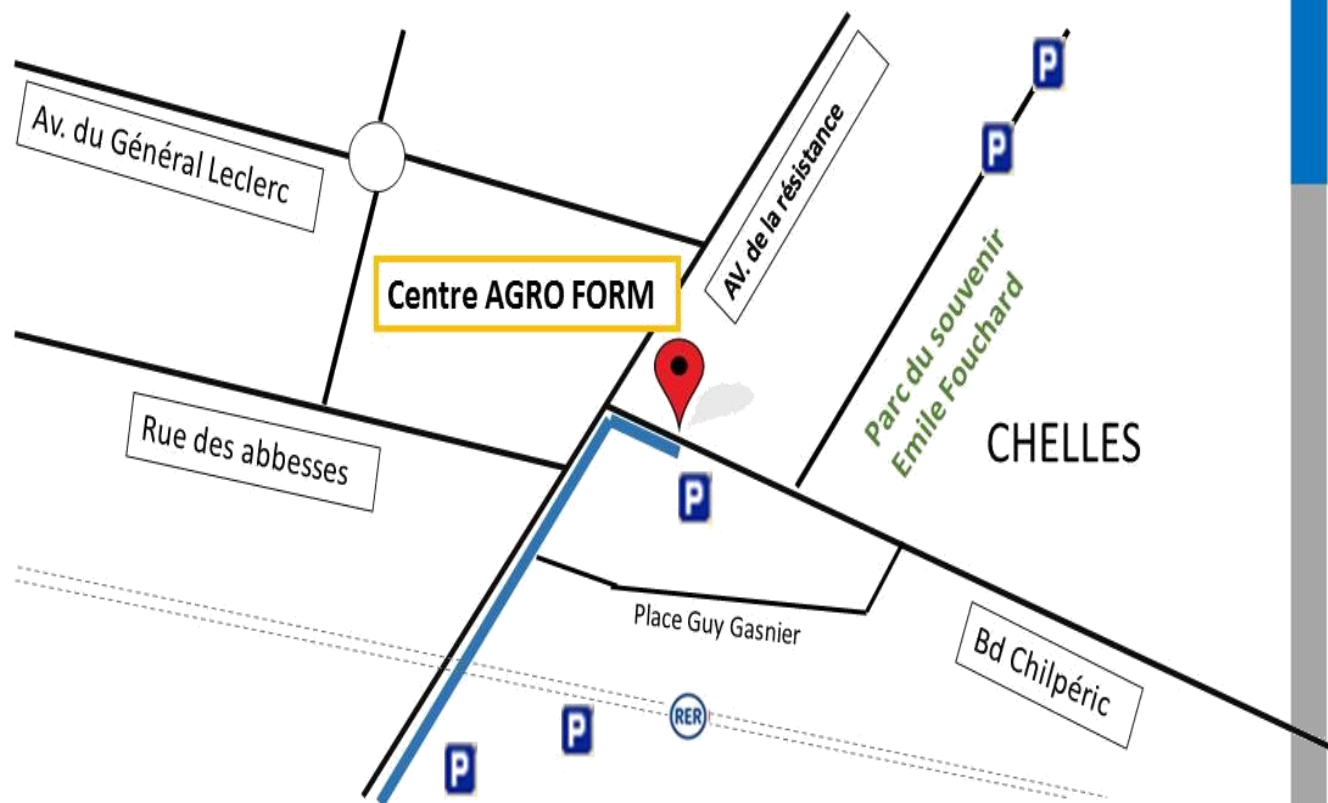 P
P
Av. du Général Leclerc
AV. de la résistance
Centre AGRO FORM
Parc du souvenir
Emile Fouchard
CHELLES
Rue des abbesses
P
Place Guy Gasnier
Bd Chilpéric
RER
P
P